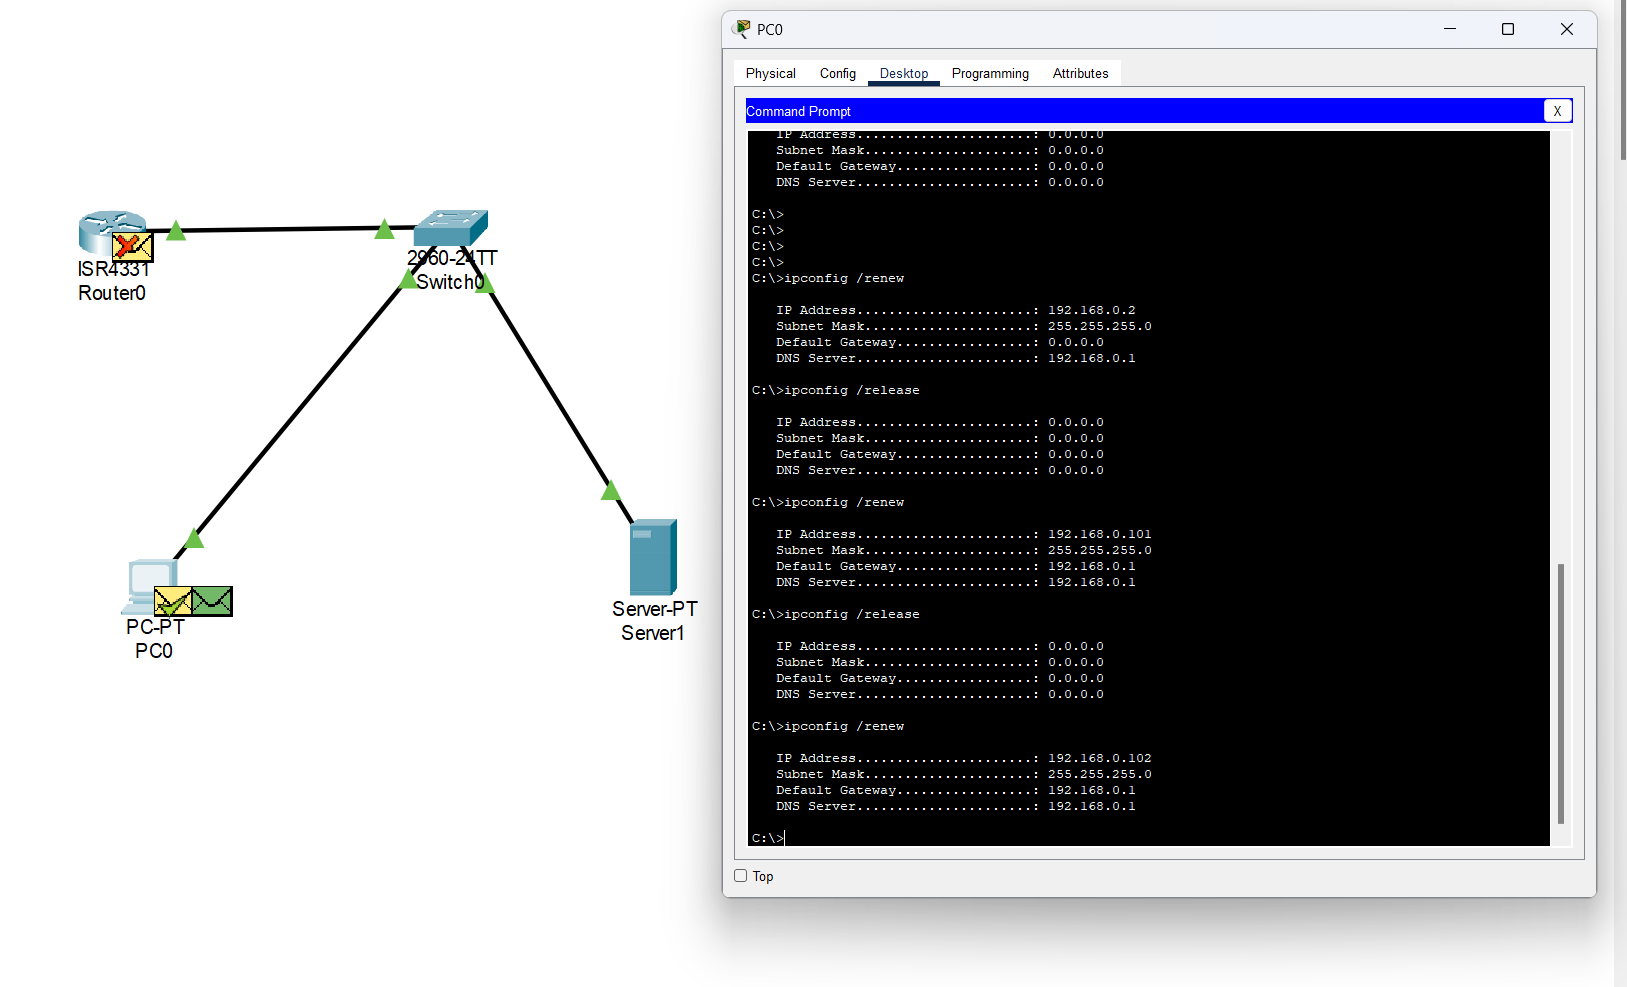 PC0
Physical Config Desktop Programming Attributes
Command Prompt X
IP Address......................: 0.0.0.0
Subnet Mask.....................: 0.0.0.0
Default Gateway.................: 0.0.0.0
DNS Server......................: 0.0.0.0
C:\>
C:\>
C:\>
C:\>
C:\>ipconfig /renew
IP Address......................: 192.168.0.2
Subnet Mask.....................: 255.255.255.0
Default Gateway.................: 0.0.0.0
DNS Server......................: 192.168.0.1
C:\>ipconfig /release
IP Address......................: 0.0.0.0
Subnet Mask.....................: 0.0.0.0
Default Gateway.................: 0.0.0.0
DNS Server......................: 0.0.0.0
C:\>ipconfig /renew
IP Address......................: 192.168.0.101
Subnet Mask.....................: 255.255.255.0
Default Gateway.................: 192.168.0.1
DNS Server......................: 192.168.0.1
C:\>ipconfig /release
IP Address......................: 0.0.0.0
Subnet Mask.....................: 0.0.0.0
Default Gateway.................: 0.0.0.0
DNS Server......................: 0.0.0.0
C:\>ipconfig /renew
IP Address......................: 192.168.0.102
Subnet Mask.....................: 255.255.255.0
Default Gateway.................: 192.168.0.1
DNS Server......................: 192.168.0.1
C:\>
Top
ISR4331
Router0
2960-24TT
Switch0
PC-PT
PC0
Server-PT
Server1